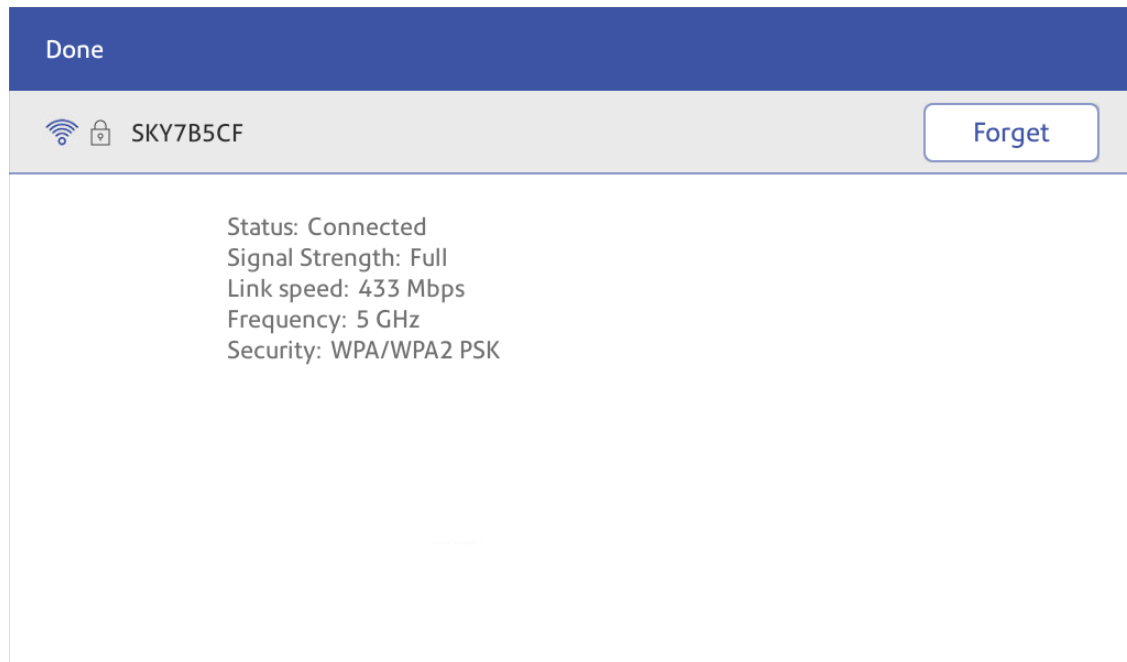 Done
SKY7B5CF
Forget
Status: Connected
Signal Strength: Full
Link speed: 433 Mbps
Frequency: 5 GHz
Security: WPA/WPA2 PSK